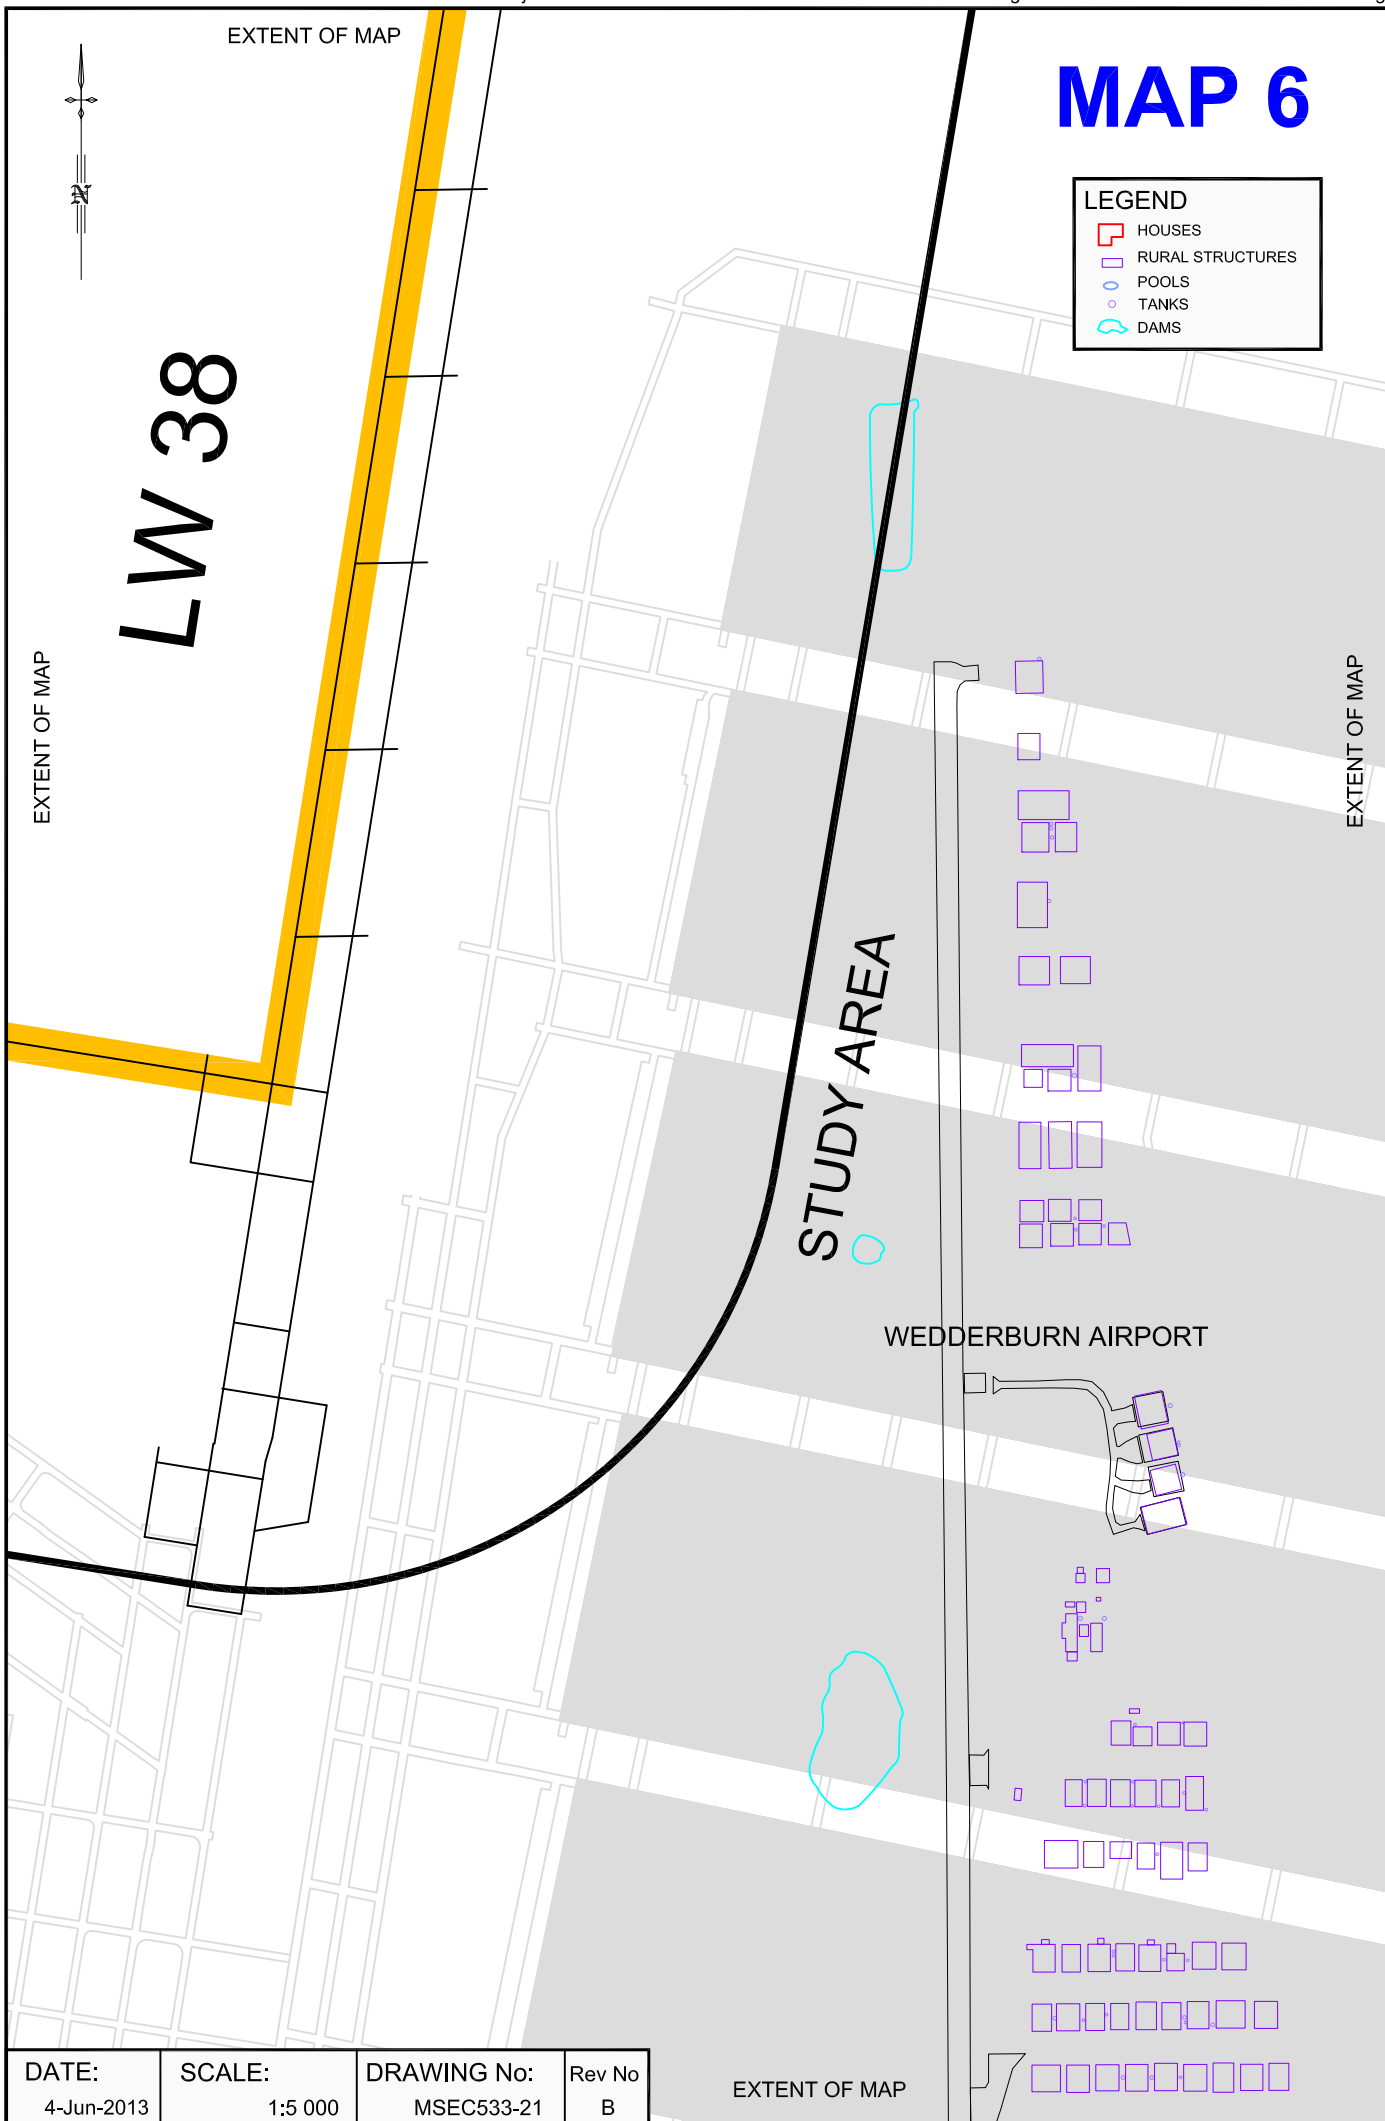 EXTENT OF MAP
MAP 6
N
LEGEND
HOUSES
RURAL STRUCTURES
POOLS
TANKS
DAMS
LW 38
EXTENT OF MAP
EXTENT OF MAP
STUDY AREA
WEDDERBURN AIRPORT
EXTENT OF MAP
DATE:
4-Jun-2013
SCALE:
1:5 000
DRAWING No:
MSEC533-21
Rev No
B